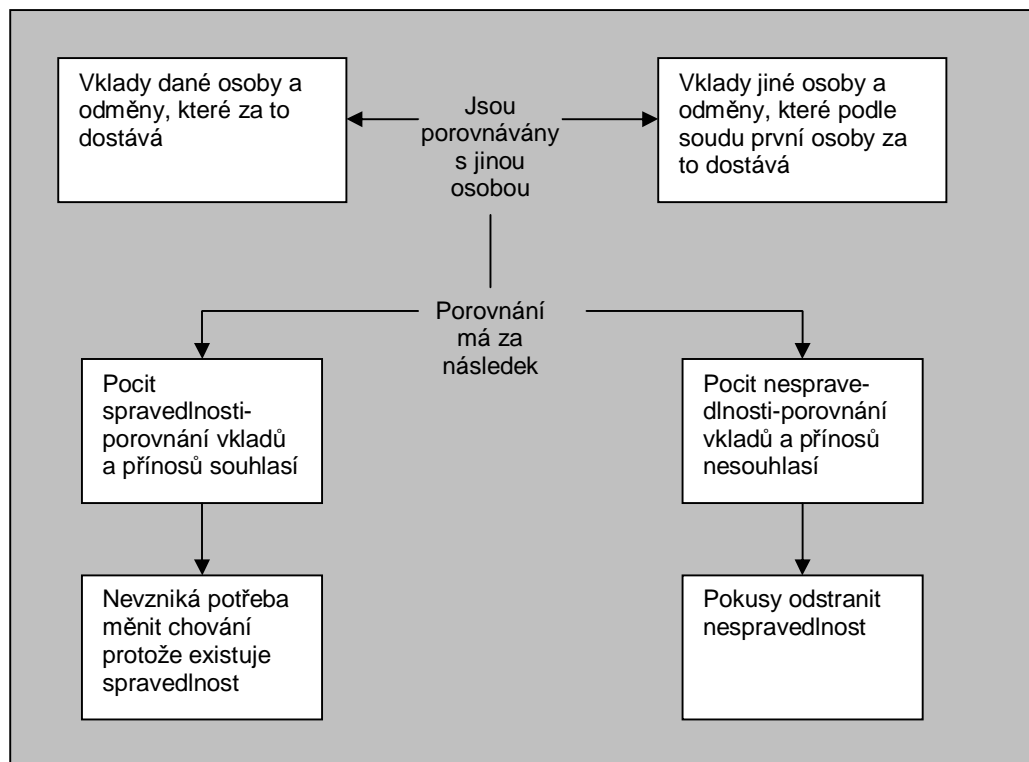 Vklady dané osoby a
odměny, které za to
dostává
Jsou
porovnávány
s jinou
osobou
Vklady jiné osoby a
odměny, které podle
soudu první osoby za
to dostává
Porovnání
má za
následek
Pocit
spravedlnosti-
porovnání vkladů
a přínosů souhlasí
Pocit nesprave-
dlnosti-porovnání
vkladů a přínosů
nesouhlasí
Nevzniká potřeba
měnit chování
protože existuje
spravedlnost
Pokusy odstranit
nespravedlnost